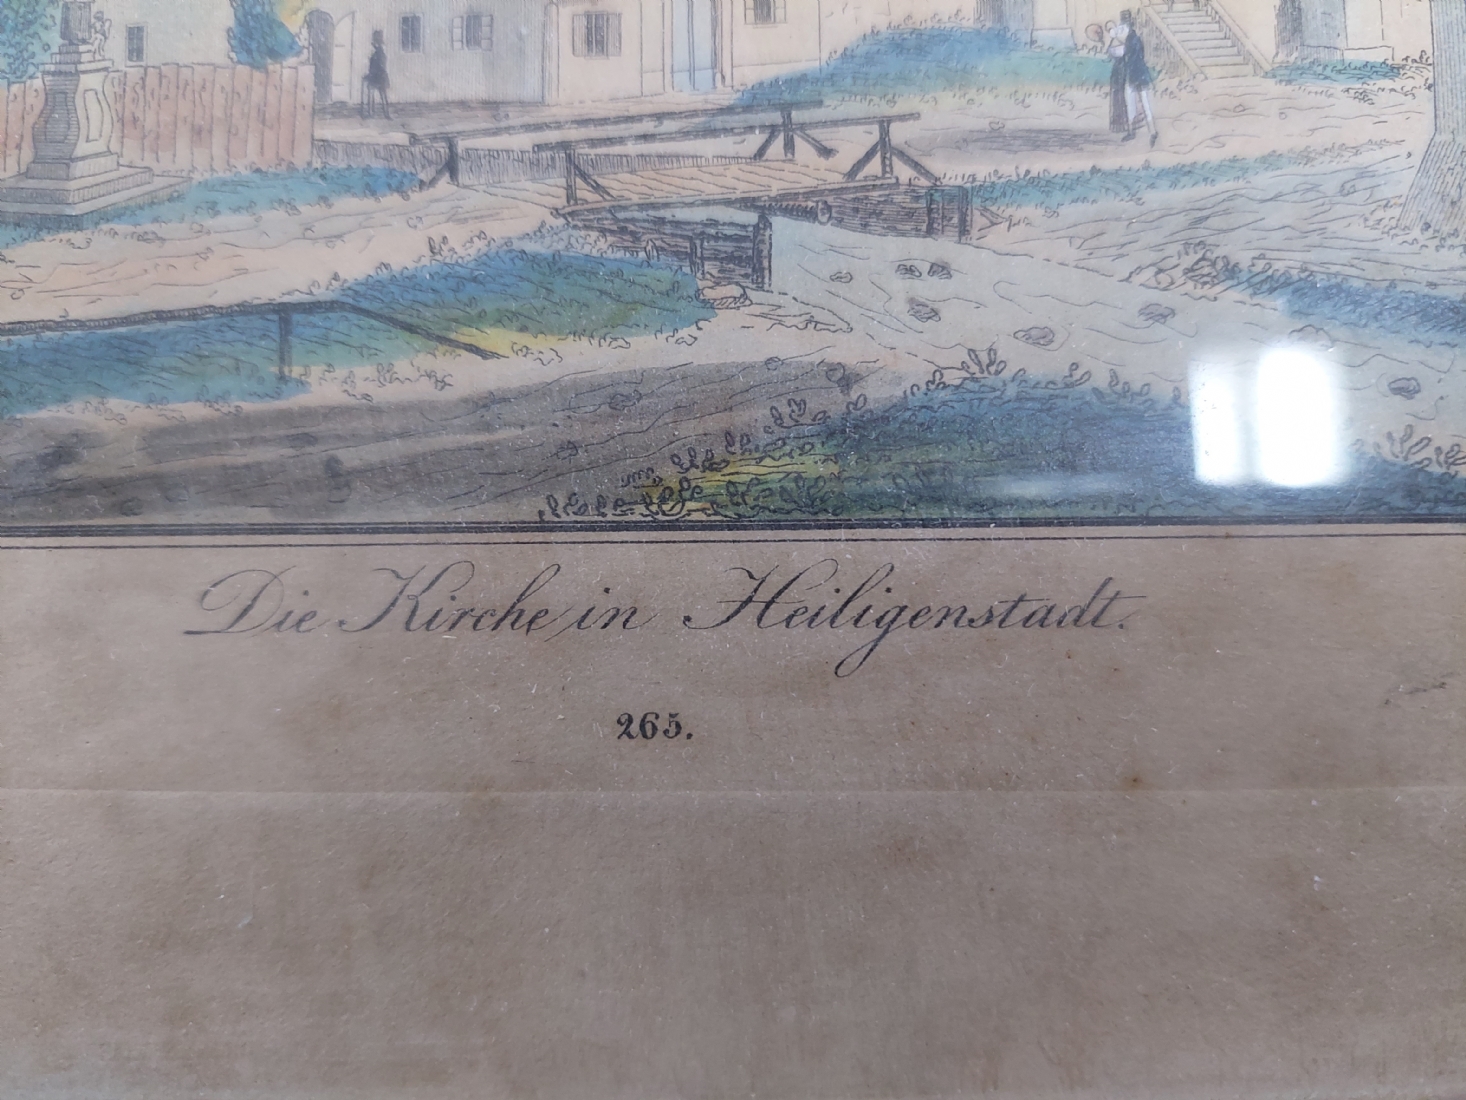 Die Kirche in Heiligenstadt.
265.